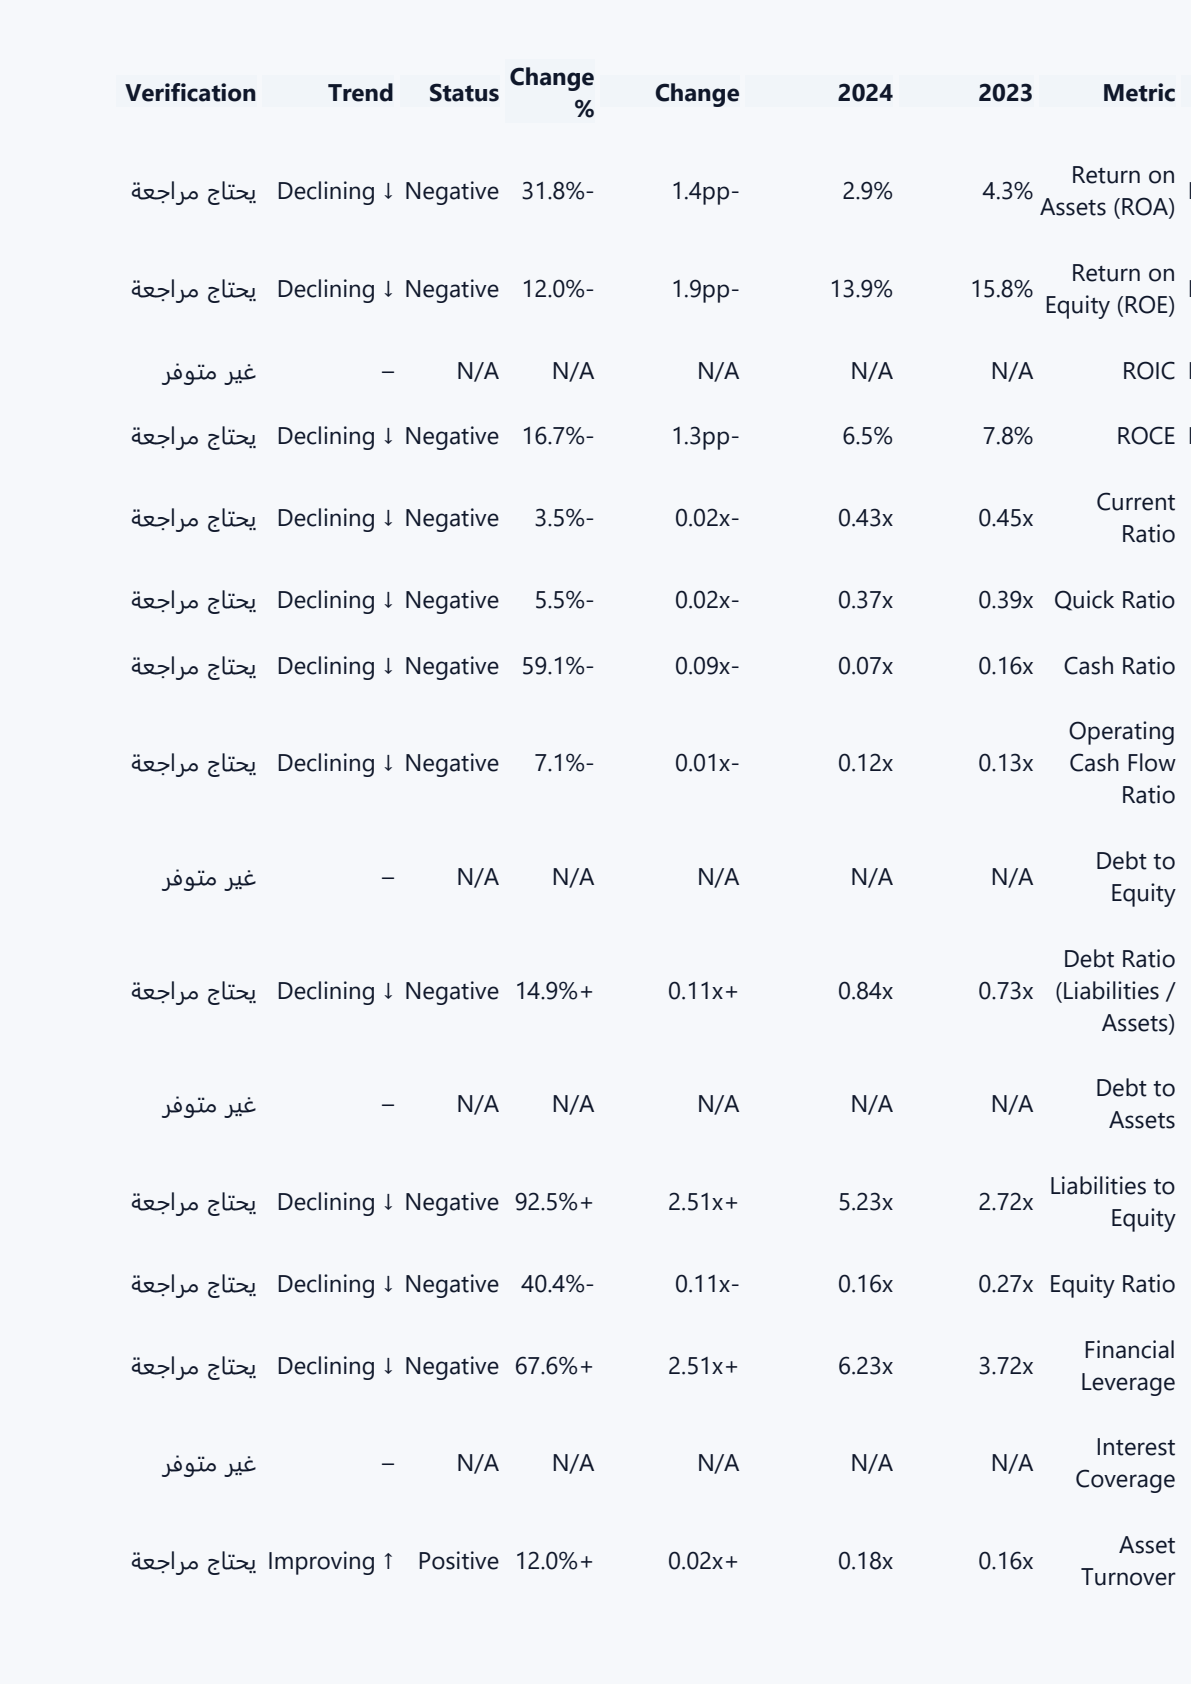 Metric 2023 2024 Change Change % Status Trend Verification
Return on Assets (ROA) 4.3% 2.9% 1.4pp- 31.8%- Negative Declining ↓ يحتاج مراجعة
Return on Equity (ROE) 15.8% 13.9% 1.9pp- 12.0%- Negative Declining ↓ يحتاج مراجعة
ROIC N/A N/A N/A N/A N/A – غير متوفر
ROCE 7.8% 6.5% 1.3pp- 16.7%- Negative Declining ↓ يحتاج مراجعة
Current Ratio 0.45x 0.43x 0.02x- 3.5%- Negative Declining ↓ يحتاج مراجعة
Quick Ratio 0.39x 0.37x 0.02x- 5.5%- Negative Declining ↓ يحتاج مراجعة
Cash Ratio 0.16x 0.07x 0.09x- 59.1%- Negative Declining ↓ يحتاج مراجعة
Operating Cash Flow Ratio 0.13x 0.12x 0.01x- 7.1%- Negative Declining ↓ يحتاج مراجعة
Debt to Equity N/A N/A N/A N/A N/A – غير متوفر
Debt Ratio (Liabilities / Assets) 0.73x 0.84x 0.11x+ 14.9%+ Negative Declining ↓ يحتاج مراجعة
Debt to Assets N/A N/A N/A N/A N/A – غير متوفر
Liabilities to Equity 2.72x 5.23x 2.51x+ 92.5%+ Negative Declining ↓ يحتاج مراجعة
Equity Ratio 0.27x 0.16x 0.11x- 40.4%- Negative Declining ↓ يحتاج مراجعة
Financial Leverage 3.72x 6.23x 2.51x+ 67.6%+ Negative Declining ↓ يحتاج مراجعة
Interest Coverage N/A N/A N/A N/A N/A – غير متوفر
Asset Turnover 0.16x 0.18x 0.02x+ 12.0%+ Positive Improving ↑ يحتاج مراجعة